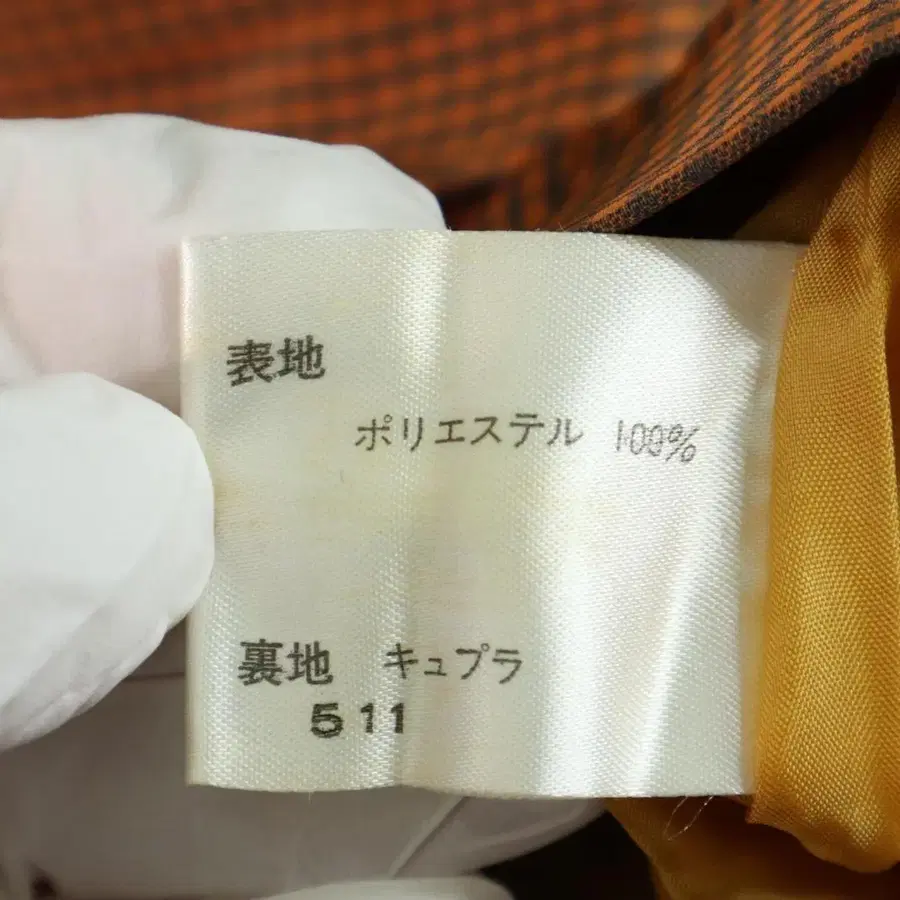 表地
ポリエステル 100%
裏地 キュプラ
511